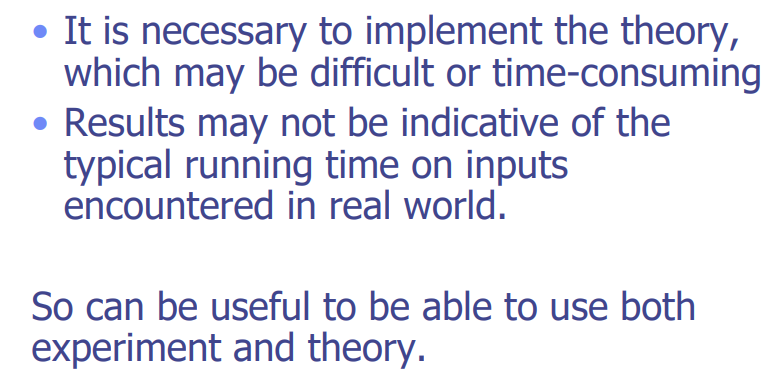 • It is necessary to implement the theory,
which may be difficult or time-consuming
• Results may not be indicative of the
typical running time on inputs
encountered in real world.
So can be useful to be able to use both
experiment and theory.